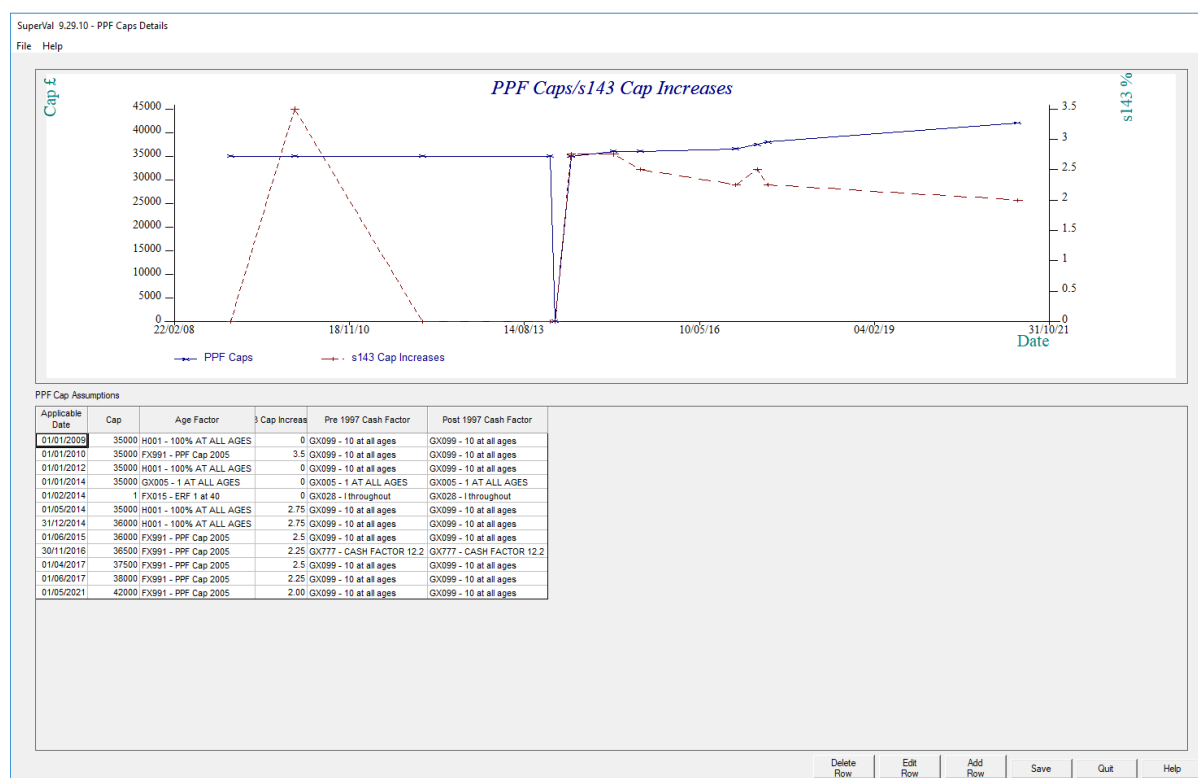 SuperVal 9.29.10 - PPF Caps Details
File Help
PPF Caps/s143 Cap Increases
Cap £
s143 %
45000
40000
35000
30000
25000
20000
15000
10000
5000
0
3.5
3
2.5
2
1.5
1
0.5
0
22/02/08 18/11/10 14/08/13 10/05/16 04/02/19 31/10/21
Date
PPF Caps s143 Cap Increases
PPF Cap Assumptions
Applicable Date Cap Age Factor 3 Cap Increas Pre 1997 Cash Factor Post 1997 Cash Factor
01/01/2009 35000 H001 - 100% AT ALL AGES 0 GX099 - 10 at all ages GX099 - 10 at all ages
01/01/2010 35000 FX991 - PPF Cap 2005 3.5 GX099 - 10 at all ages GX099 - 10 at all ages
01/01/2012 35000 H001 - 100% AT ALL AGES 0 GX099 - 10 at all ages GX099 - 10 at all ages
01/01/2014 35000 GX005 - 1 AT ALL AGES 0 GX005 - 1 AT ALL AGES GX005 - 1 AT ALL AGES
01/02/2014 1 FX015 - ERF 1 at 40 0 GX028 - I throughout GX028 - I throughout
01/05/2014 35000 H001 - 100% AT ALL AGES 2.75 GX099 - 10 at all ages GX099 - 10 at all ages
31/12/2014 36000 H001 - 100% AT ALL AGES 2.75 GX099 - 10 at all ages GX099 - 10 at all ages
01/06/2015 36000 FX991 - PPF Cap 2005 2.5 GX099 - 10 at all ages GX099 - 10 at all ages
30/11/2016 36500 FX991 - PPF Cap 2005 2.25 GX777 - CASH FACTOR 12.2 GX777 - CASH FACTOR 12.2
01/04/2017 37500 FX991 - PPF Cap 2005 2.5 GX099 - 10 at all ages GX099 - 10 at all ages
01/06/2017 38000 FX991 - PPF Cap 2005 2.25 GX099 - 10 at all ages GX099 - 10 at all ages
01/05/2021 42000 FX991 - PPF Cap 2005 2.00 GX099 - 10 at all ages GX099 - 10 at all ages
Delete Row Edit Row Add Row Save Quit Help